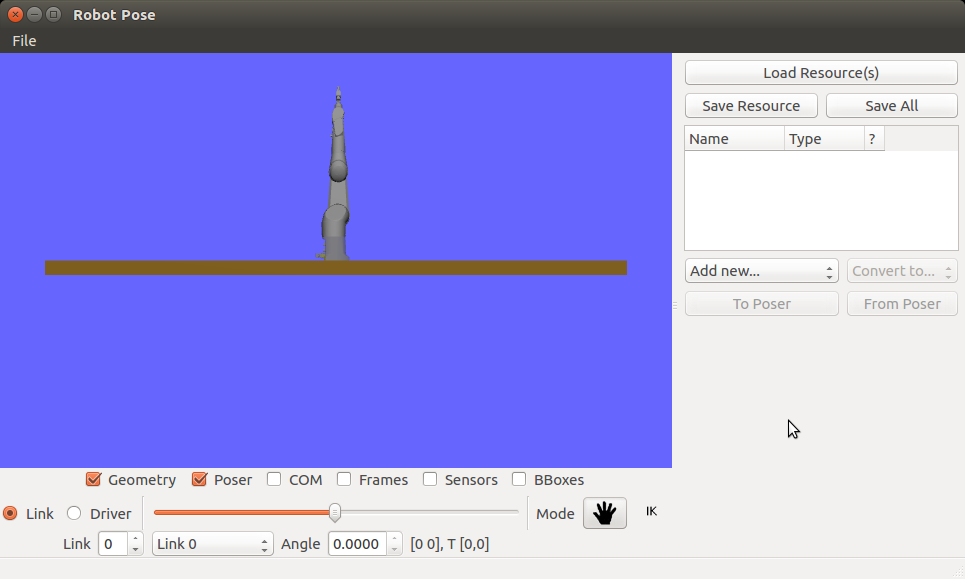 Robot Pose
File
Load Resource(s)
Save Resource Save All
Name Type ?
Add new... Convert to...
To Poser From Poser
Geometry Poser COM Frames Sensors BBoxes
Link Driver Mode IK
Link 0 Link 0 Angle 0.0000 [0 0], T [0,0]